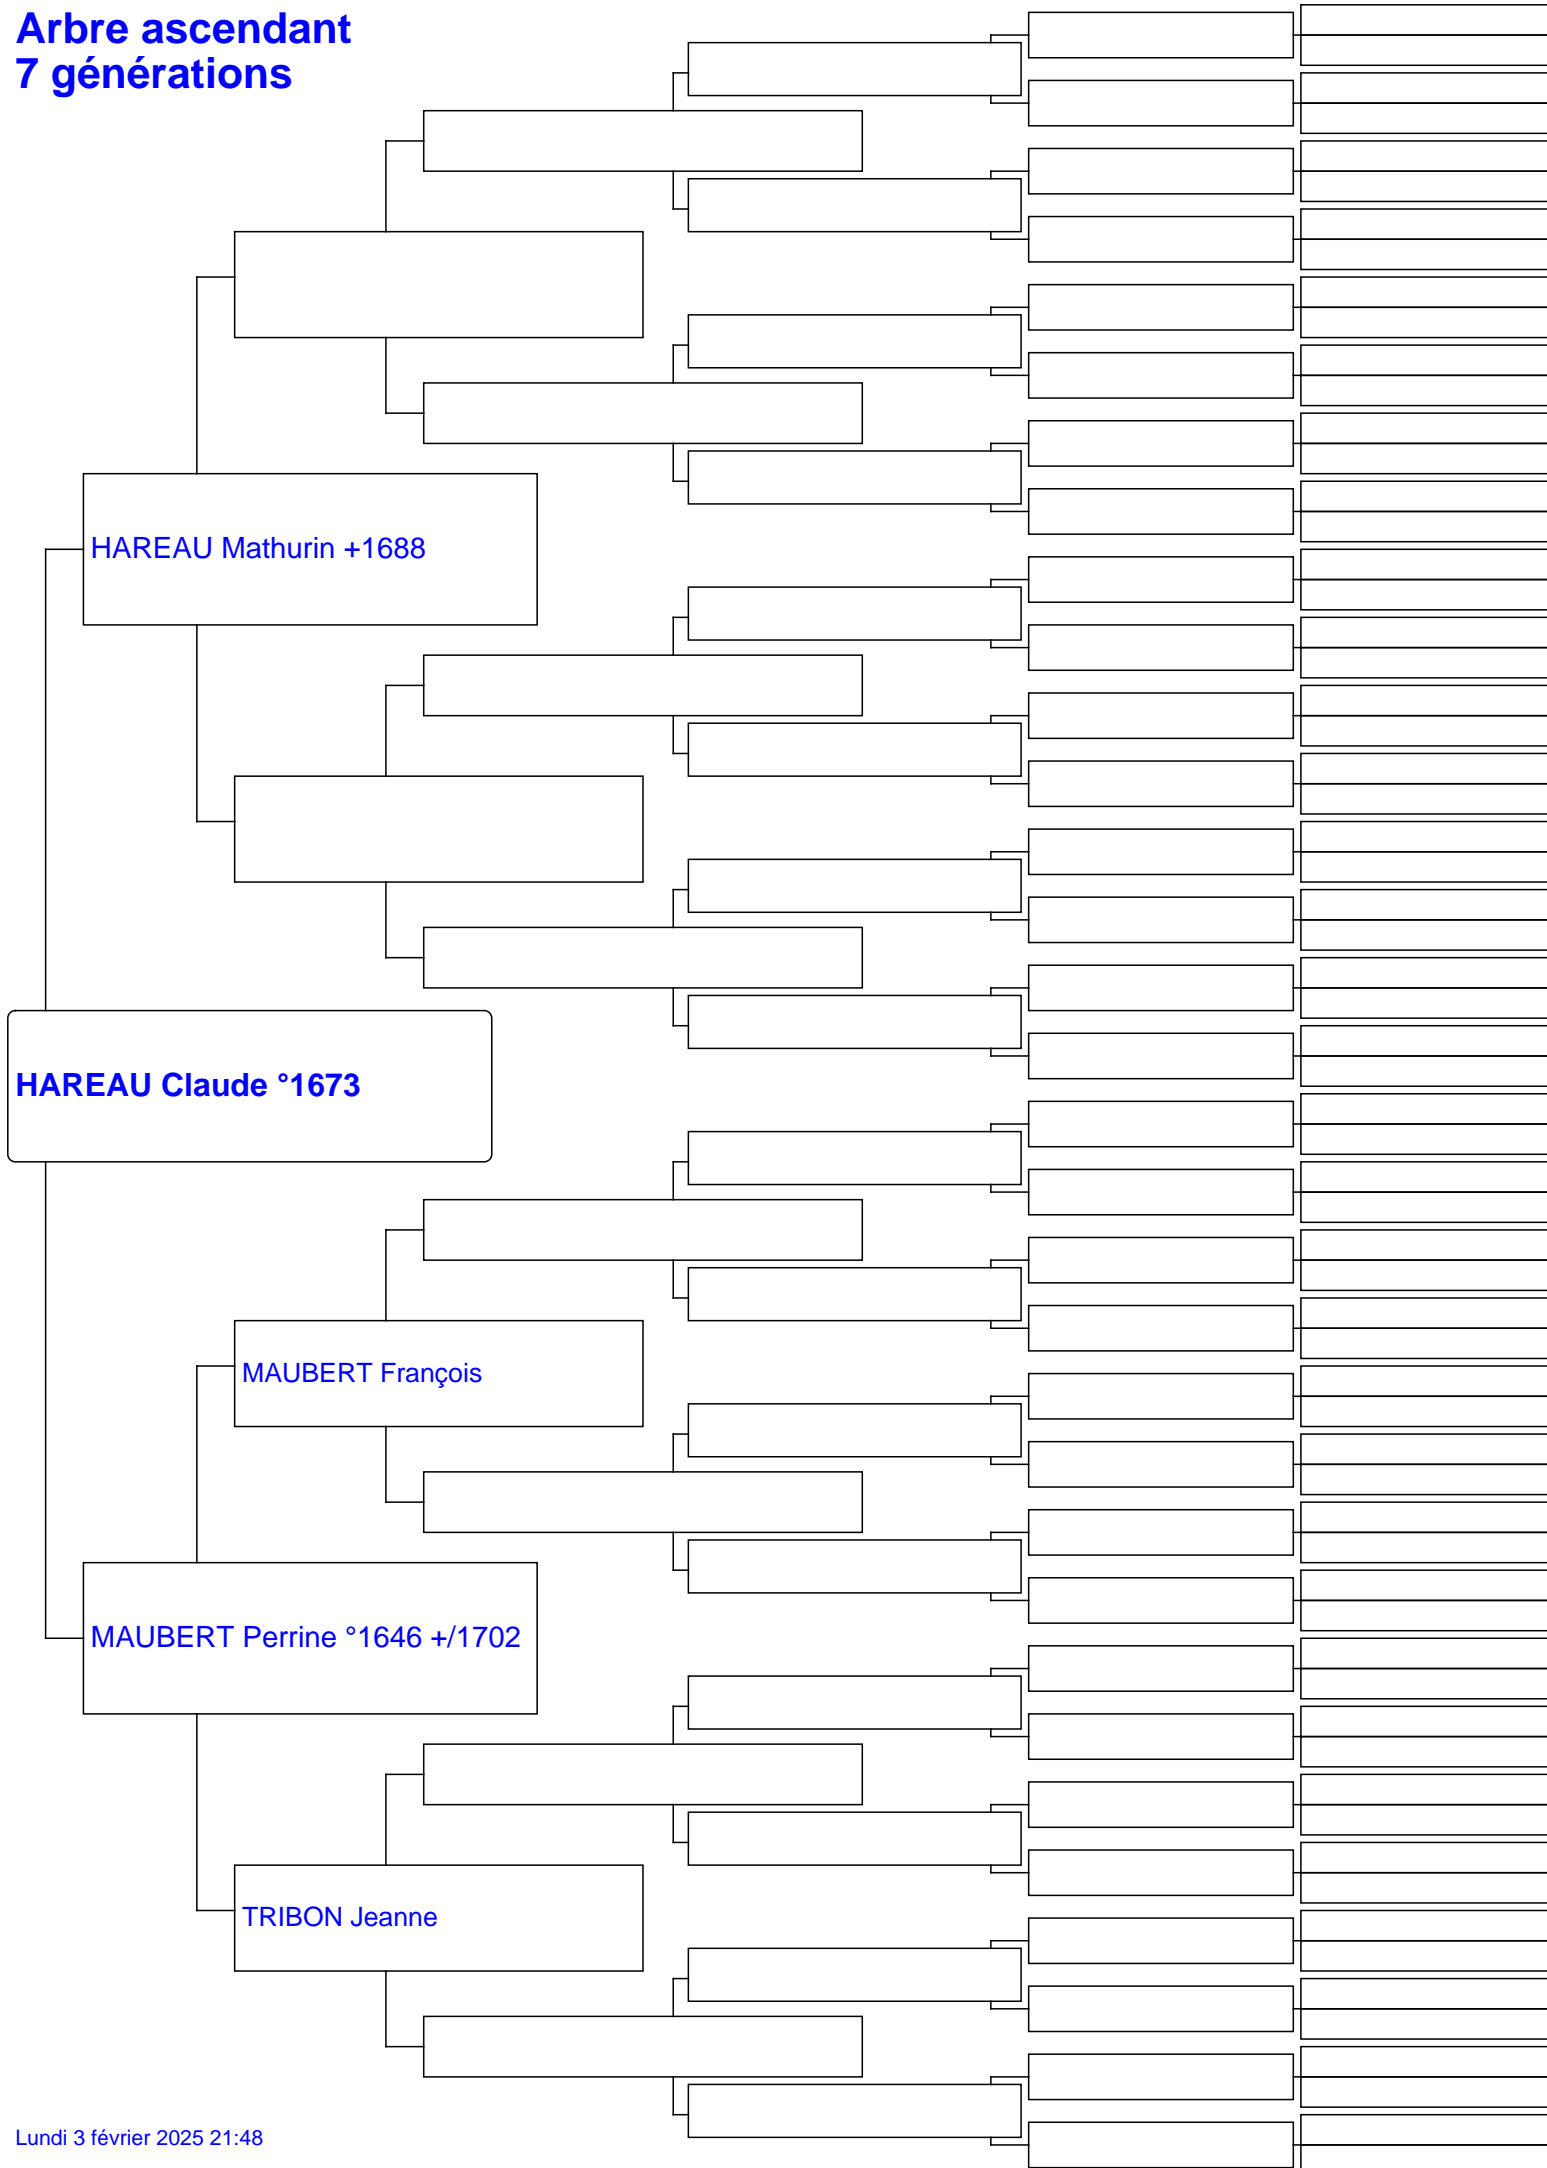 Arbre ascendant
7 générations
HAREAU Mathurin +1688
HAREAU Claude °1673
MAUBERT François
MAUBERT Perrine °1646 +/1702
TRIBON Jeanne
Lundi 3 février 2025 21:48